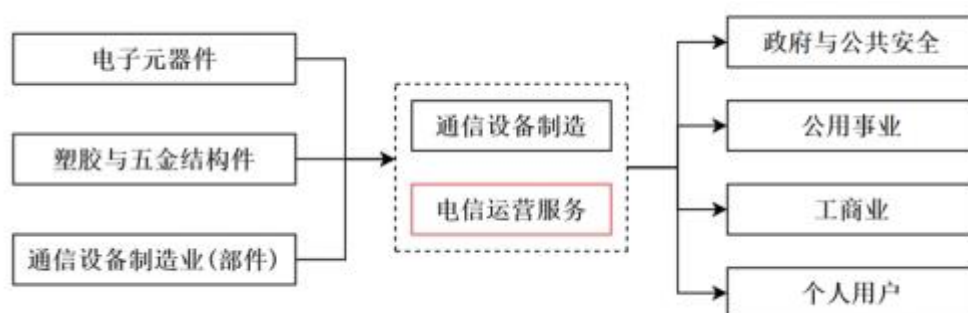 电子元器件
塑胶与五金结构件
通信设备制造业(部件)
通信设备制造
电信运营服务
政府与公共安全
公用事业
工商业
个人用户